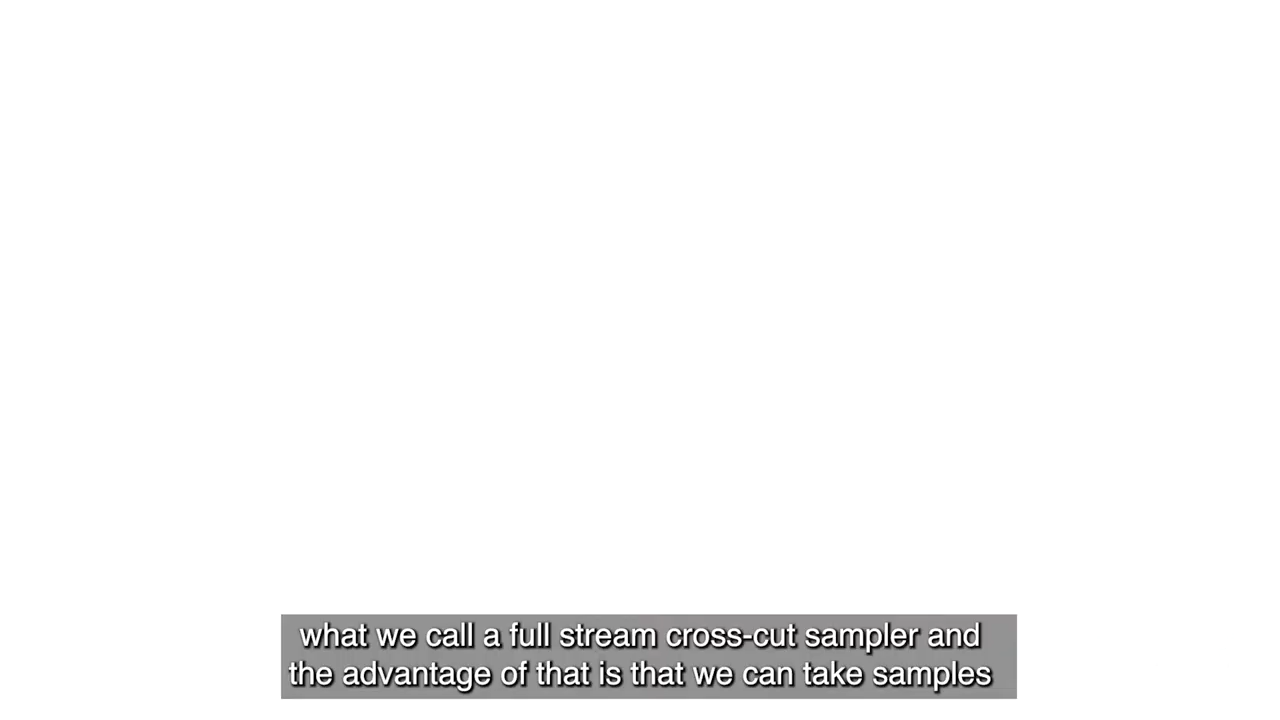 what we call a full stream cross-cut sampler and
the advantage of that is that we can take samples